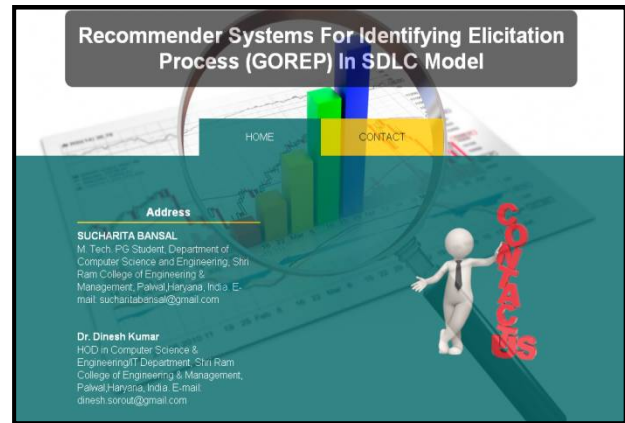 Recommender Systems For Identifying Elicitation
Process (GOREP) In SDLC Model
HOME
CONTACT
Address
SUCHARITA BANSAL
M. Tech. PG Student, Department of
Computer Science and Engineering, Shri
Ram College of Engineering &
Management, Palwal,Haryana, India. E-
mail: sucharitabansal@gmail.com
Dr. Dinesh Kumar
HOD in Computer Science &
Engineering/IT Department, Shri Ram
College of Engineering & Management,
Palwal,Haryana, India. E-mail:
dinesh.sorout@gmail.com
CONTACT
US